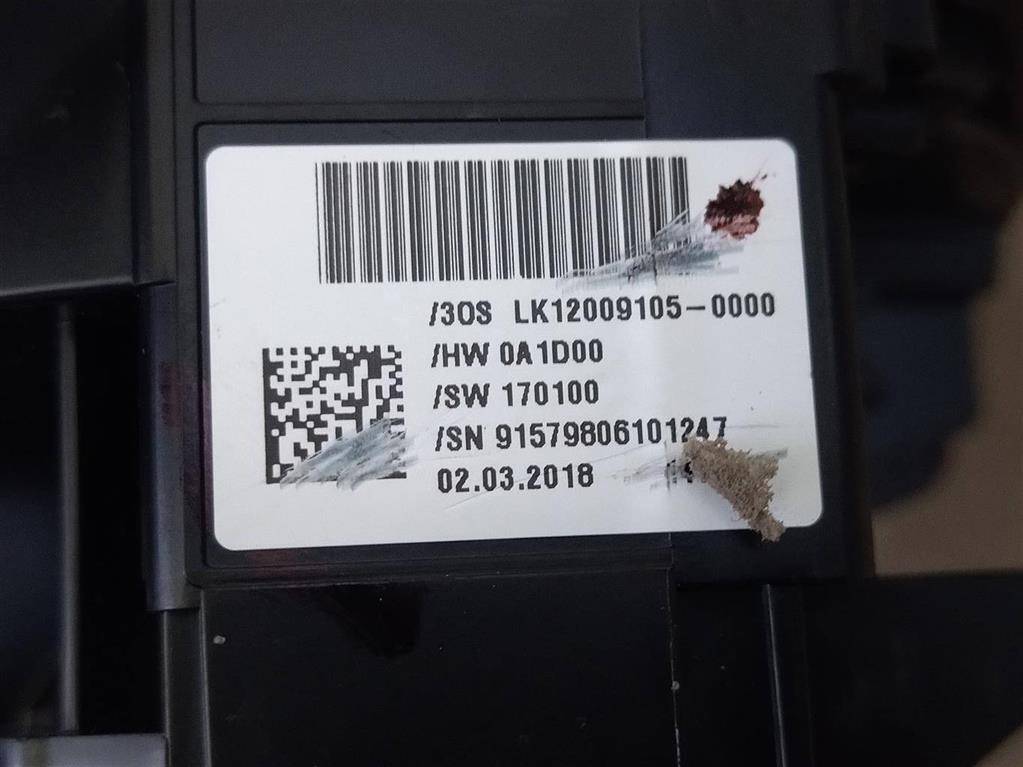 /3OS LK12009105-0000
/HW 0A1D00
/SW 170100
/SN 91579806101247
02.03.2018